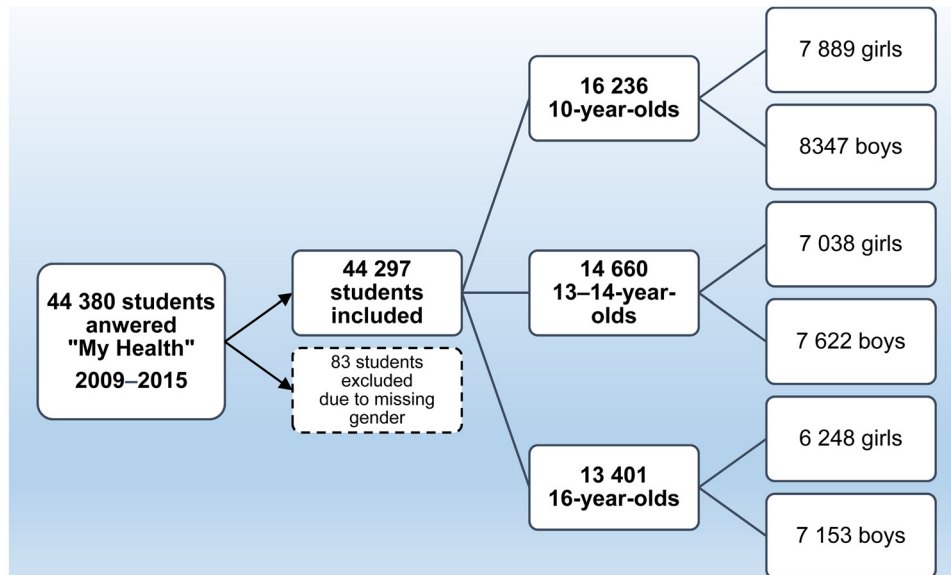 44 380 students
anwered
"My Health"
2009–2015
44 297
students
included
83 students
excluded
due to missing
gender
16 236
10-year-olds
14 660
13–14-year-
olds
13 401
16-year-olds
7 889 girls
8347 boys
7 038 girls
7 622 boys
6 248 girls
7 153 boys